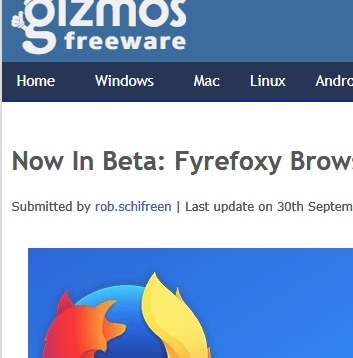 gizmos
freeware
Home Windows Mac Linux Andro
Now In Beta: Fyrefoxy Brows
Submitted by rob.schifreen | Last update on 30th Septem